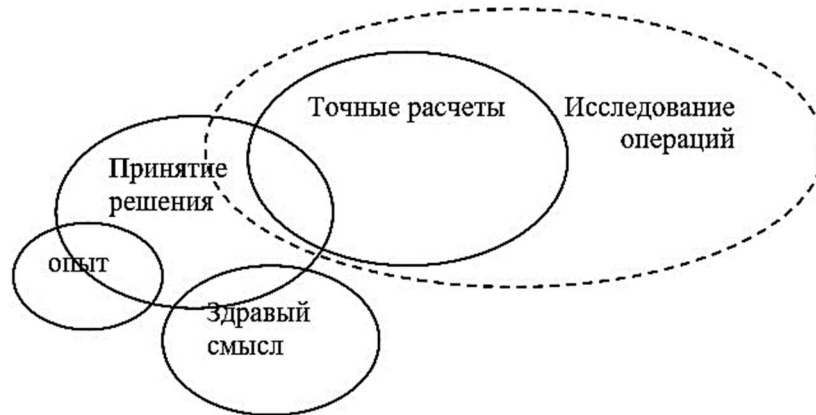 Точные расчеты
Исследование
операций
Принятие
решения
опыт
Здравый
смысл